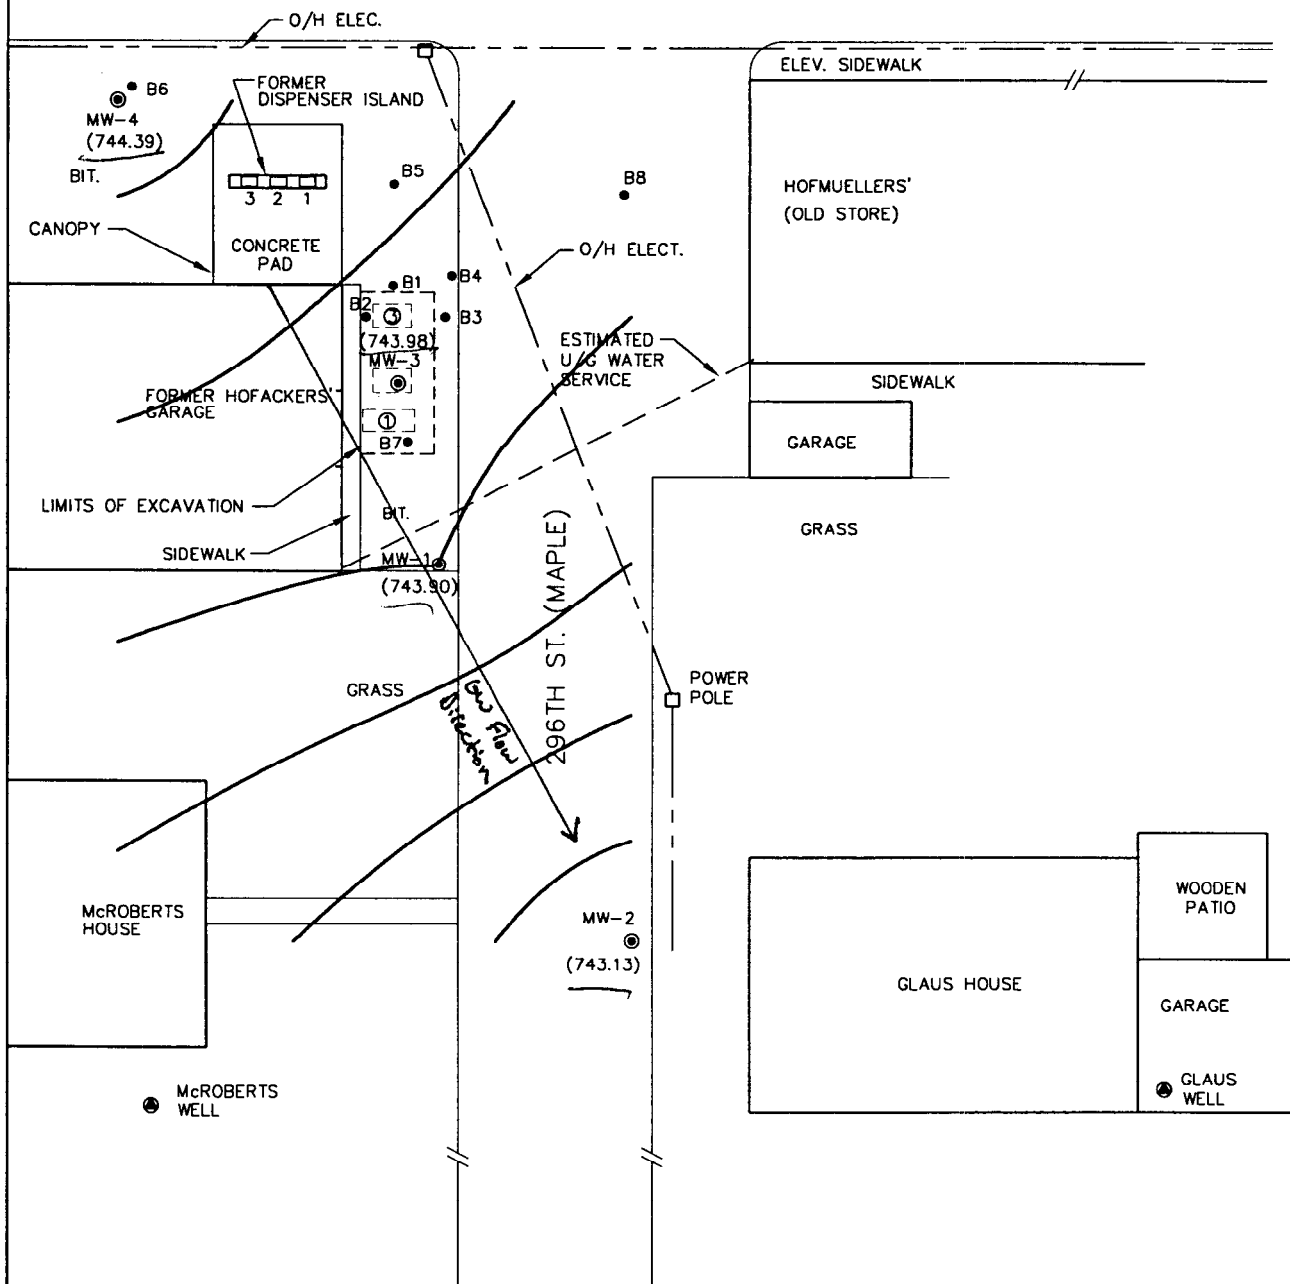 O/H ELEC.
ELEV. SIDEWALK
B6
MW-4
(744.39)
FORMER
DISPENSER ISLAND
BIT.
3 2 1
B5
B8
HOFMUELLERS'
(OLD STORE)
CANOPY
CONCRETE
PAD
O/H ELECT.
B1
B4
B2
3
B3
(743.98)
MW-3
ESTIMATED
U/G WATER
SERVICE
SIDEWALK
FORMER HOFACKERS'
GARAGE
1
B7
GARAGE
LIMITS OF EXCAVATION
BIT.
GRASS
SIDEWALK
MW-1
(743.90)
296TH ST. (MAPLE)
GRASS
GW Flow
Direction
POWER
POLE
McROBERTS
HOUSE
MW-2
(743.13)
WOODEN
PATIO
GLAUS HOUSE
GARAGE
McROBERTS
WELL
GLAUS
WELL